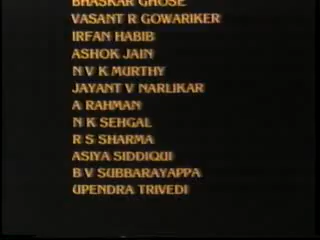 BHASKAR GHOSE
VASANT R GOWARIKER
IRFAN HABIB
ASHOK JAIN
N V K MURTHY
JAYANT V NARLIKAR
A RAHMAN
N K SEHGAL
R S SHARMA
ASIYA SIDDIQUI
B V SUBBARAYAPPA
UPENDRA TRIVEDI